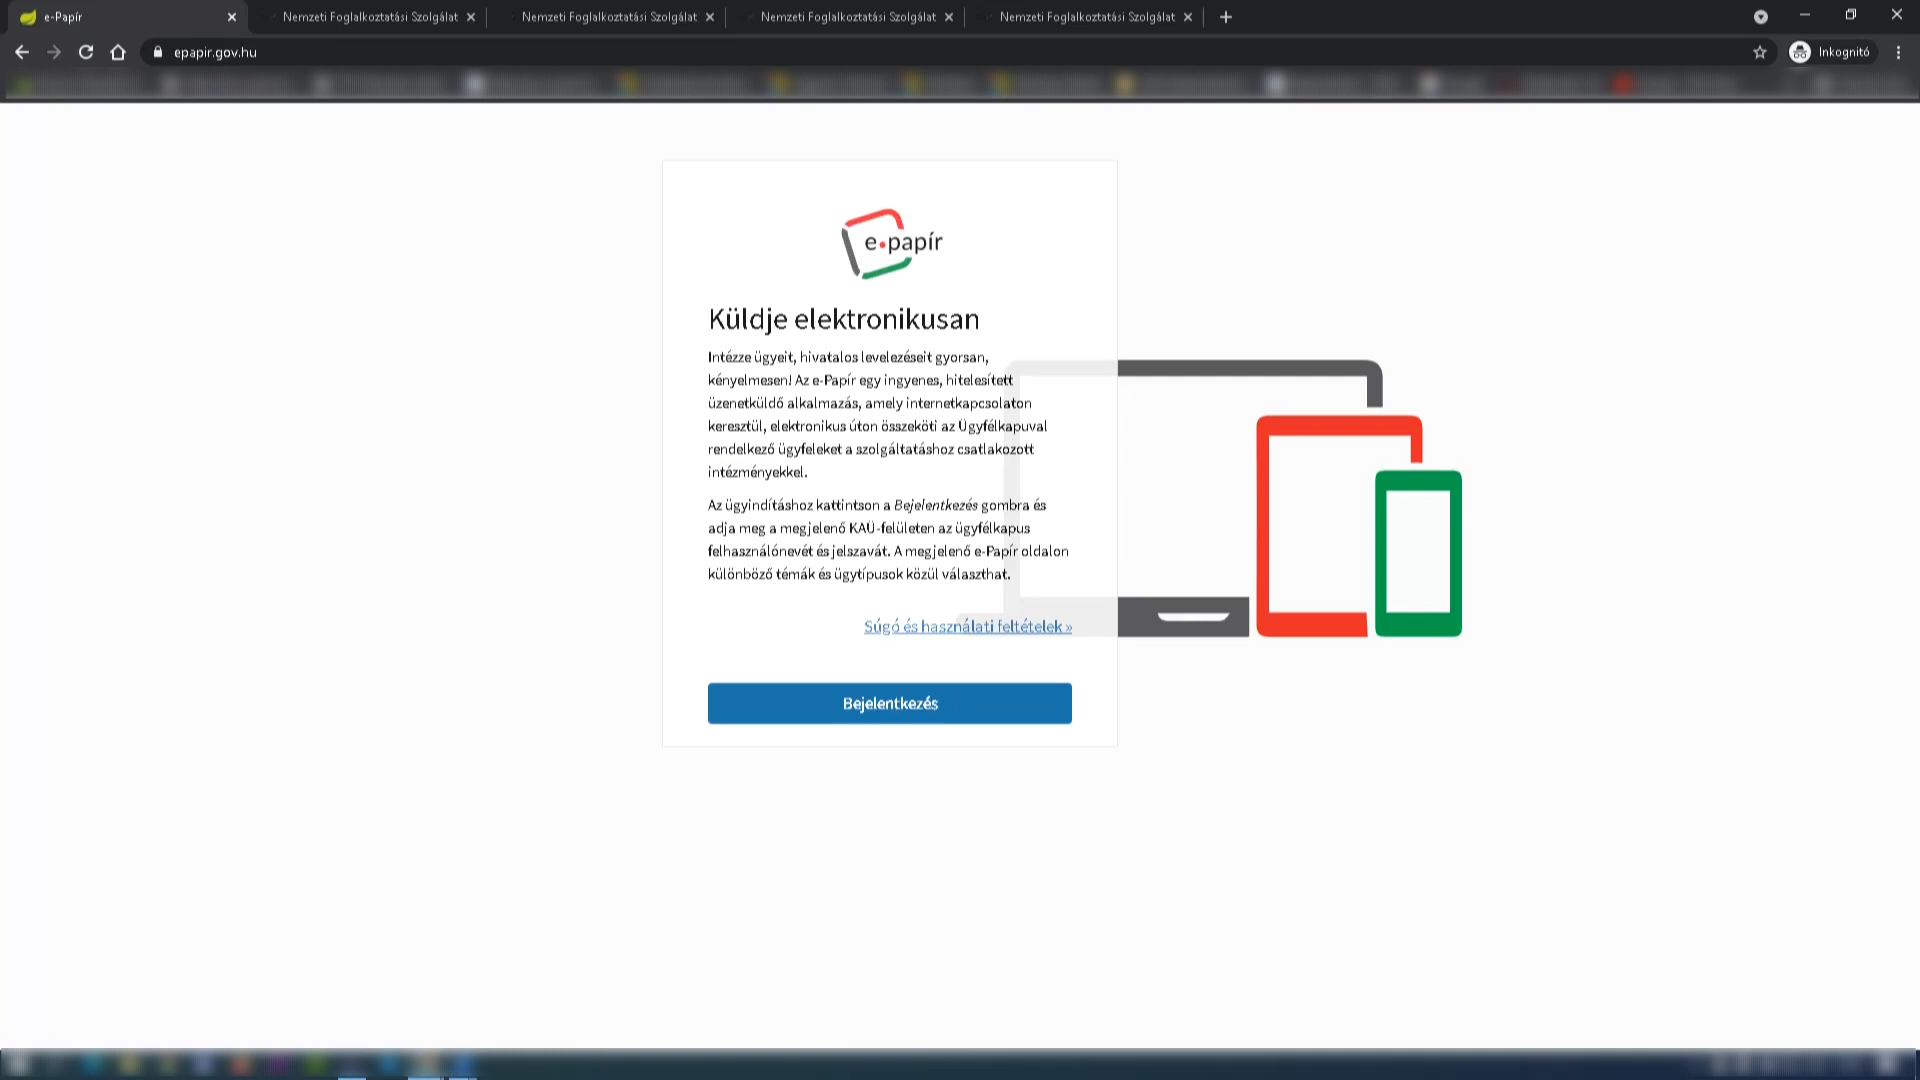 e-Papír
Nemzeti Foglalkoztatási Szolgálat
Nemzeti Foglalkoztatási Szolgálat
Nemzeti Foglalkoztatási Szolgálat
Nemzeti Foglalkoztatási Szolgálat
epapir.gov.hu
Inkognitó
e•papír
Küldje elektronikusan
Intézze ügyeit, hivatalos levelezéseit gyorsan,
kényelmesen! Az e-Papír egy ingyenes, hitelesített
üzenetküldő alkalmazás, amely internetkapcsolaton
keresztül, elektronikus úton összeköti az Ügyfélkapuval
rendelkező ügyfeleket a szolgáltatáshoz csatlakozott
intézményekkel.
Az ügyindításhoz kattintson a Bejelentkezés gombra és
adja meg a megjelenő KAÜ-felületen az ügyfélkapus
felhasználónevét és jelszavát. A megjelenő e-Papír oldalon
különböző témák és ügytípusok közül választhat.
Súgó és használati feltételek »
Bejelentkezés